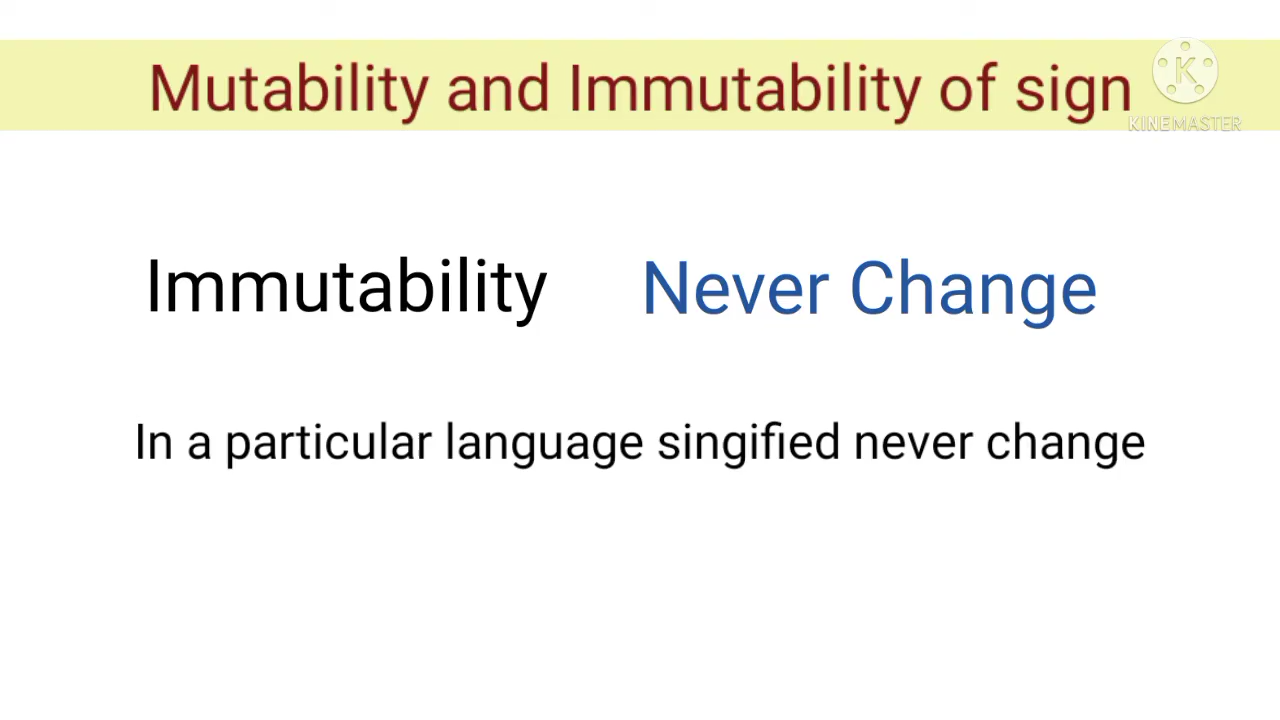 Mutability and Immutability of sign
K
KINEMASTER
Immutability Never Change
In a particular language singified never change